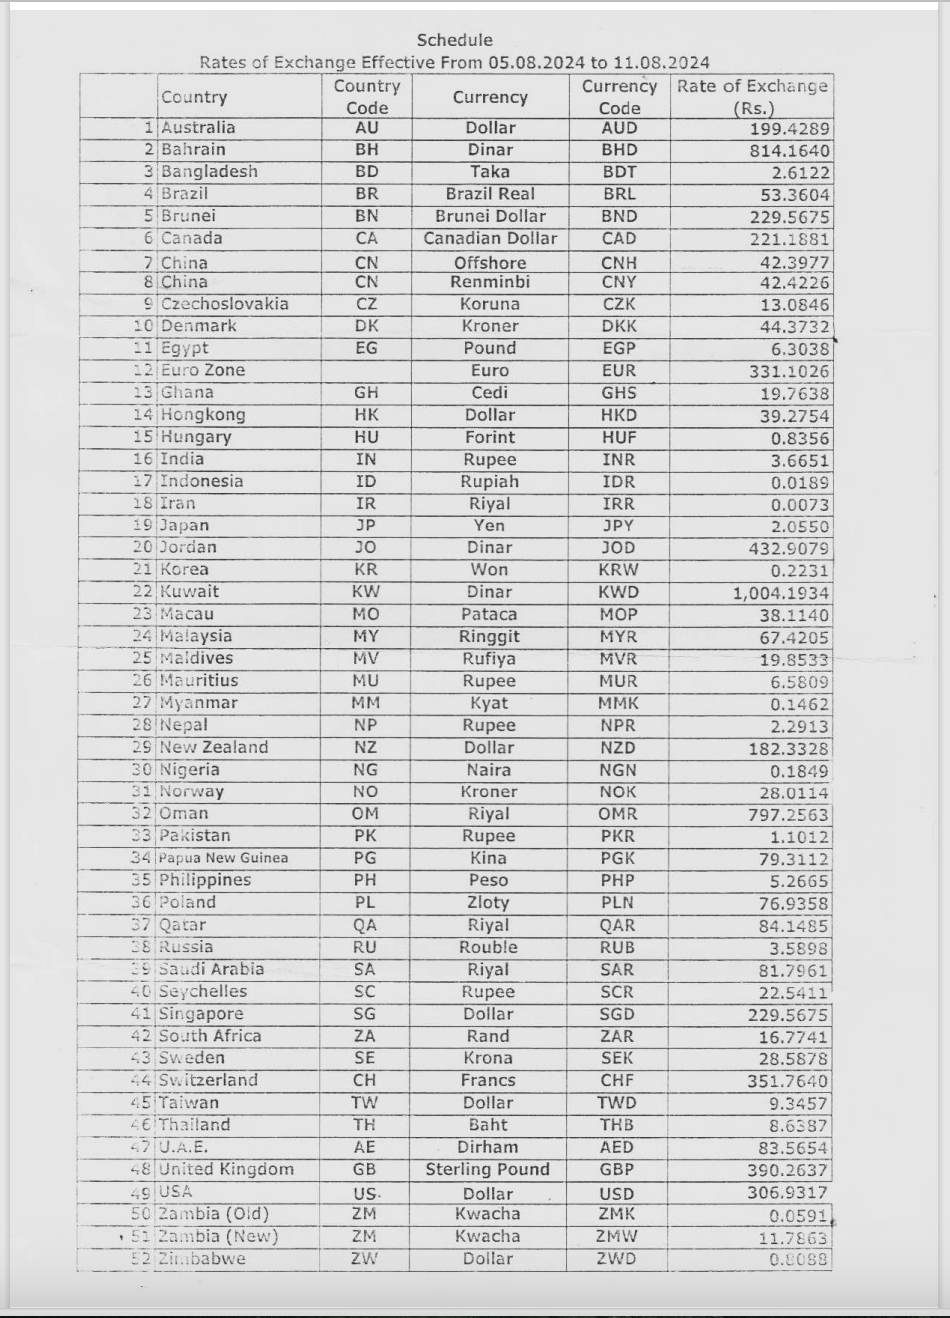 Schedule
Rates of Exchange Effective From 05.08.2024 to 11.08.2024
Country Country Code Currency Currency Code Rate of Exchange (Rs.)
1 Australia AU Dollar AUD 199.4289
2 Bahrain BH Dinar BHD 814.1640
3 Bangladesh BD Taka BDT 2.6122
4 Brazil BR Brazil Real BRL 53.3604
5 Brunei BN Brunei Dollar BND 229.5675
6 Canada CA Canadian Dollar CAD 221.1881
7 China CN Offshore CNH 42.3977
8 China CN Renminbi CNY 42.4226
9 Czechoslovakia CZ Koruna CZK 13.0846
10 Denmark DK Kroner DKK 44.3732
11 Egypt EG Pound EGP 6.3038
12 Euro Zone Euro EUR 331.1026
13 Ghana GH Cedi GHS 19.7638
14 Hongkong HK Dollar HKD 39.2754
15 Hungary HU Forint HUF 0.8356
16 India IN Rupee INR 3.6651
17 Indonesia ID Rupiah IDR 0.0189
18 Iran IR Riyal IRR 0.0073
19 Japan JP Yen JPY 2.0550
20 Jordan JO Dinar JOD 432.9079
21 Korea KR Won KRW 0.2231
22 Kuwait KW Dinar KWD 1,004.1934
23 Macau MO Pataca MOP 38.1140
24 Malaysia MY Ringgit MYR 67.4205
25 Maldives MV Rufiya MVR 19.8533
26 Mauritius MU Rupee MUR 6.5809
27 Myanmar MM Kyat MMK 0.1462
28 Nepal NP Rupee NPR 2.2913
29 New Zealand NZ Dollar NZD 182.3328
30 Nigeria NG Naira NGN 0.1849
31 Norway NO Kroner NOK 28.0114
32 Oman OM Riyal OMR 797.2563
33 Pakistan PK Rupee PKR 1.1012
34 Papua New Guinea PG Kina PGK 79.3112
35 Philippines PH Peso PHP 5.2665
36 Poland PL Zloty PLN 76.9358
37 Qatar QA Riyal QAR 84.1485
38 Russia RU Rouble RUB 3.5898
39 Saudi Arabia SA Riyal SAR 81.7961
40 Seychelles SC Rupee SCR 22.5411
41 Singapore SG Dollar SGD 229.5675
42 South Africa ZA Rand ZAR 16.7741
43 Sweden SE Krona SEK 28.5878
44 Switzerland CH Francs CHF 351.7640
45 Taiwan TW Dollar TWD 9.3457
46 Thailand TH Baht THB 8.6387
47 U.A.E. AE Dirham AED 83.5654
48 United Kingdom GB Sterling Pound GBP 390.2637
49 USA US Dollar USD 306.9317
50 Zambia (Old) ZM Kwacha ZMK 0.0591
51 Zambia (New) ZM Kwacha ZMW 11.7863
52 Zimbabwe ZW Dollar ZWD